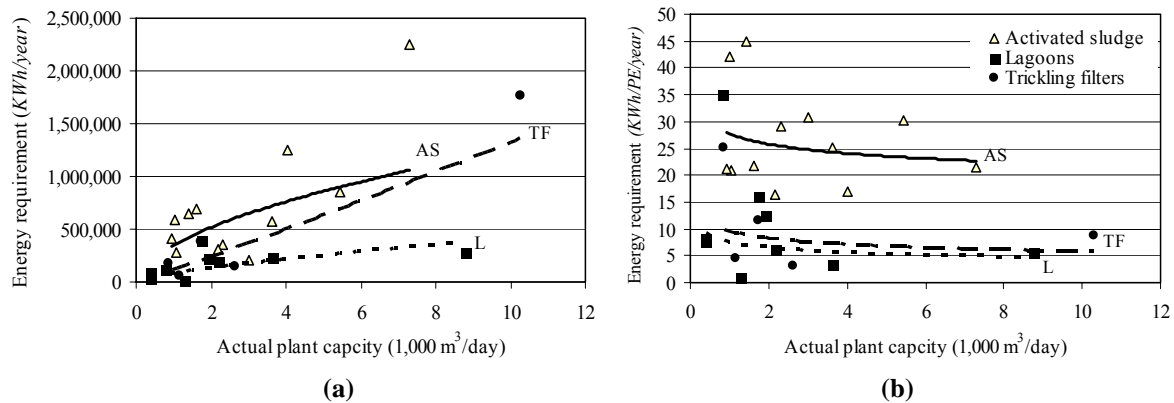 Energy requirement (KWh/year)
2,500,000
2,000,000
1,500,000
1,000,000
500,000
0
AS
TF
L
0 2 4 6 8 10 12
Actual plant capcity (1,000 m³/day)
(a)
Energy requirement (KWh/PE/year)
50
45
40
35
30
25
20
15
10
5
0
Activated sludge
Lagoons
Trickling filters
AS
TF
L
0 2 4 6 8 10 12
Actual plant capcity (1,000 m³/day)
(b)